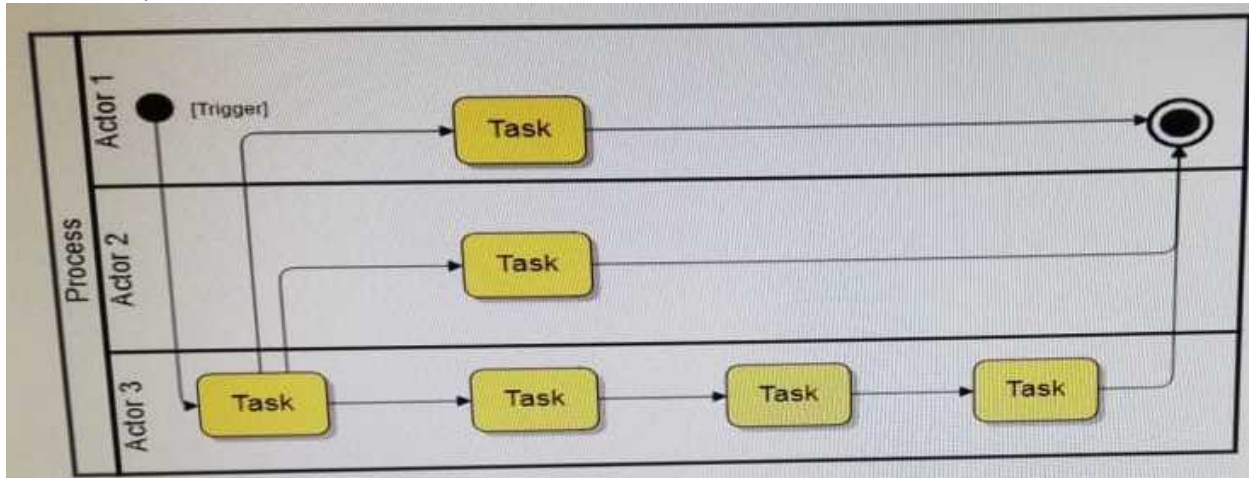 Process
Actor 1
[Trigger]
Task
Actor 2
Task
Actor 3
Task
Task
Task
Task